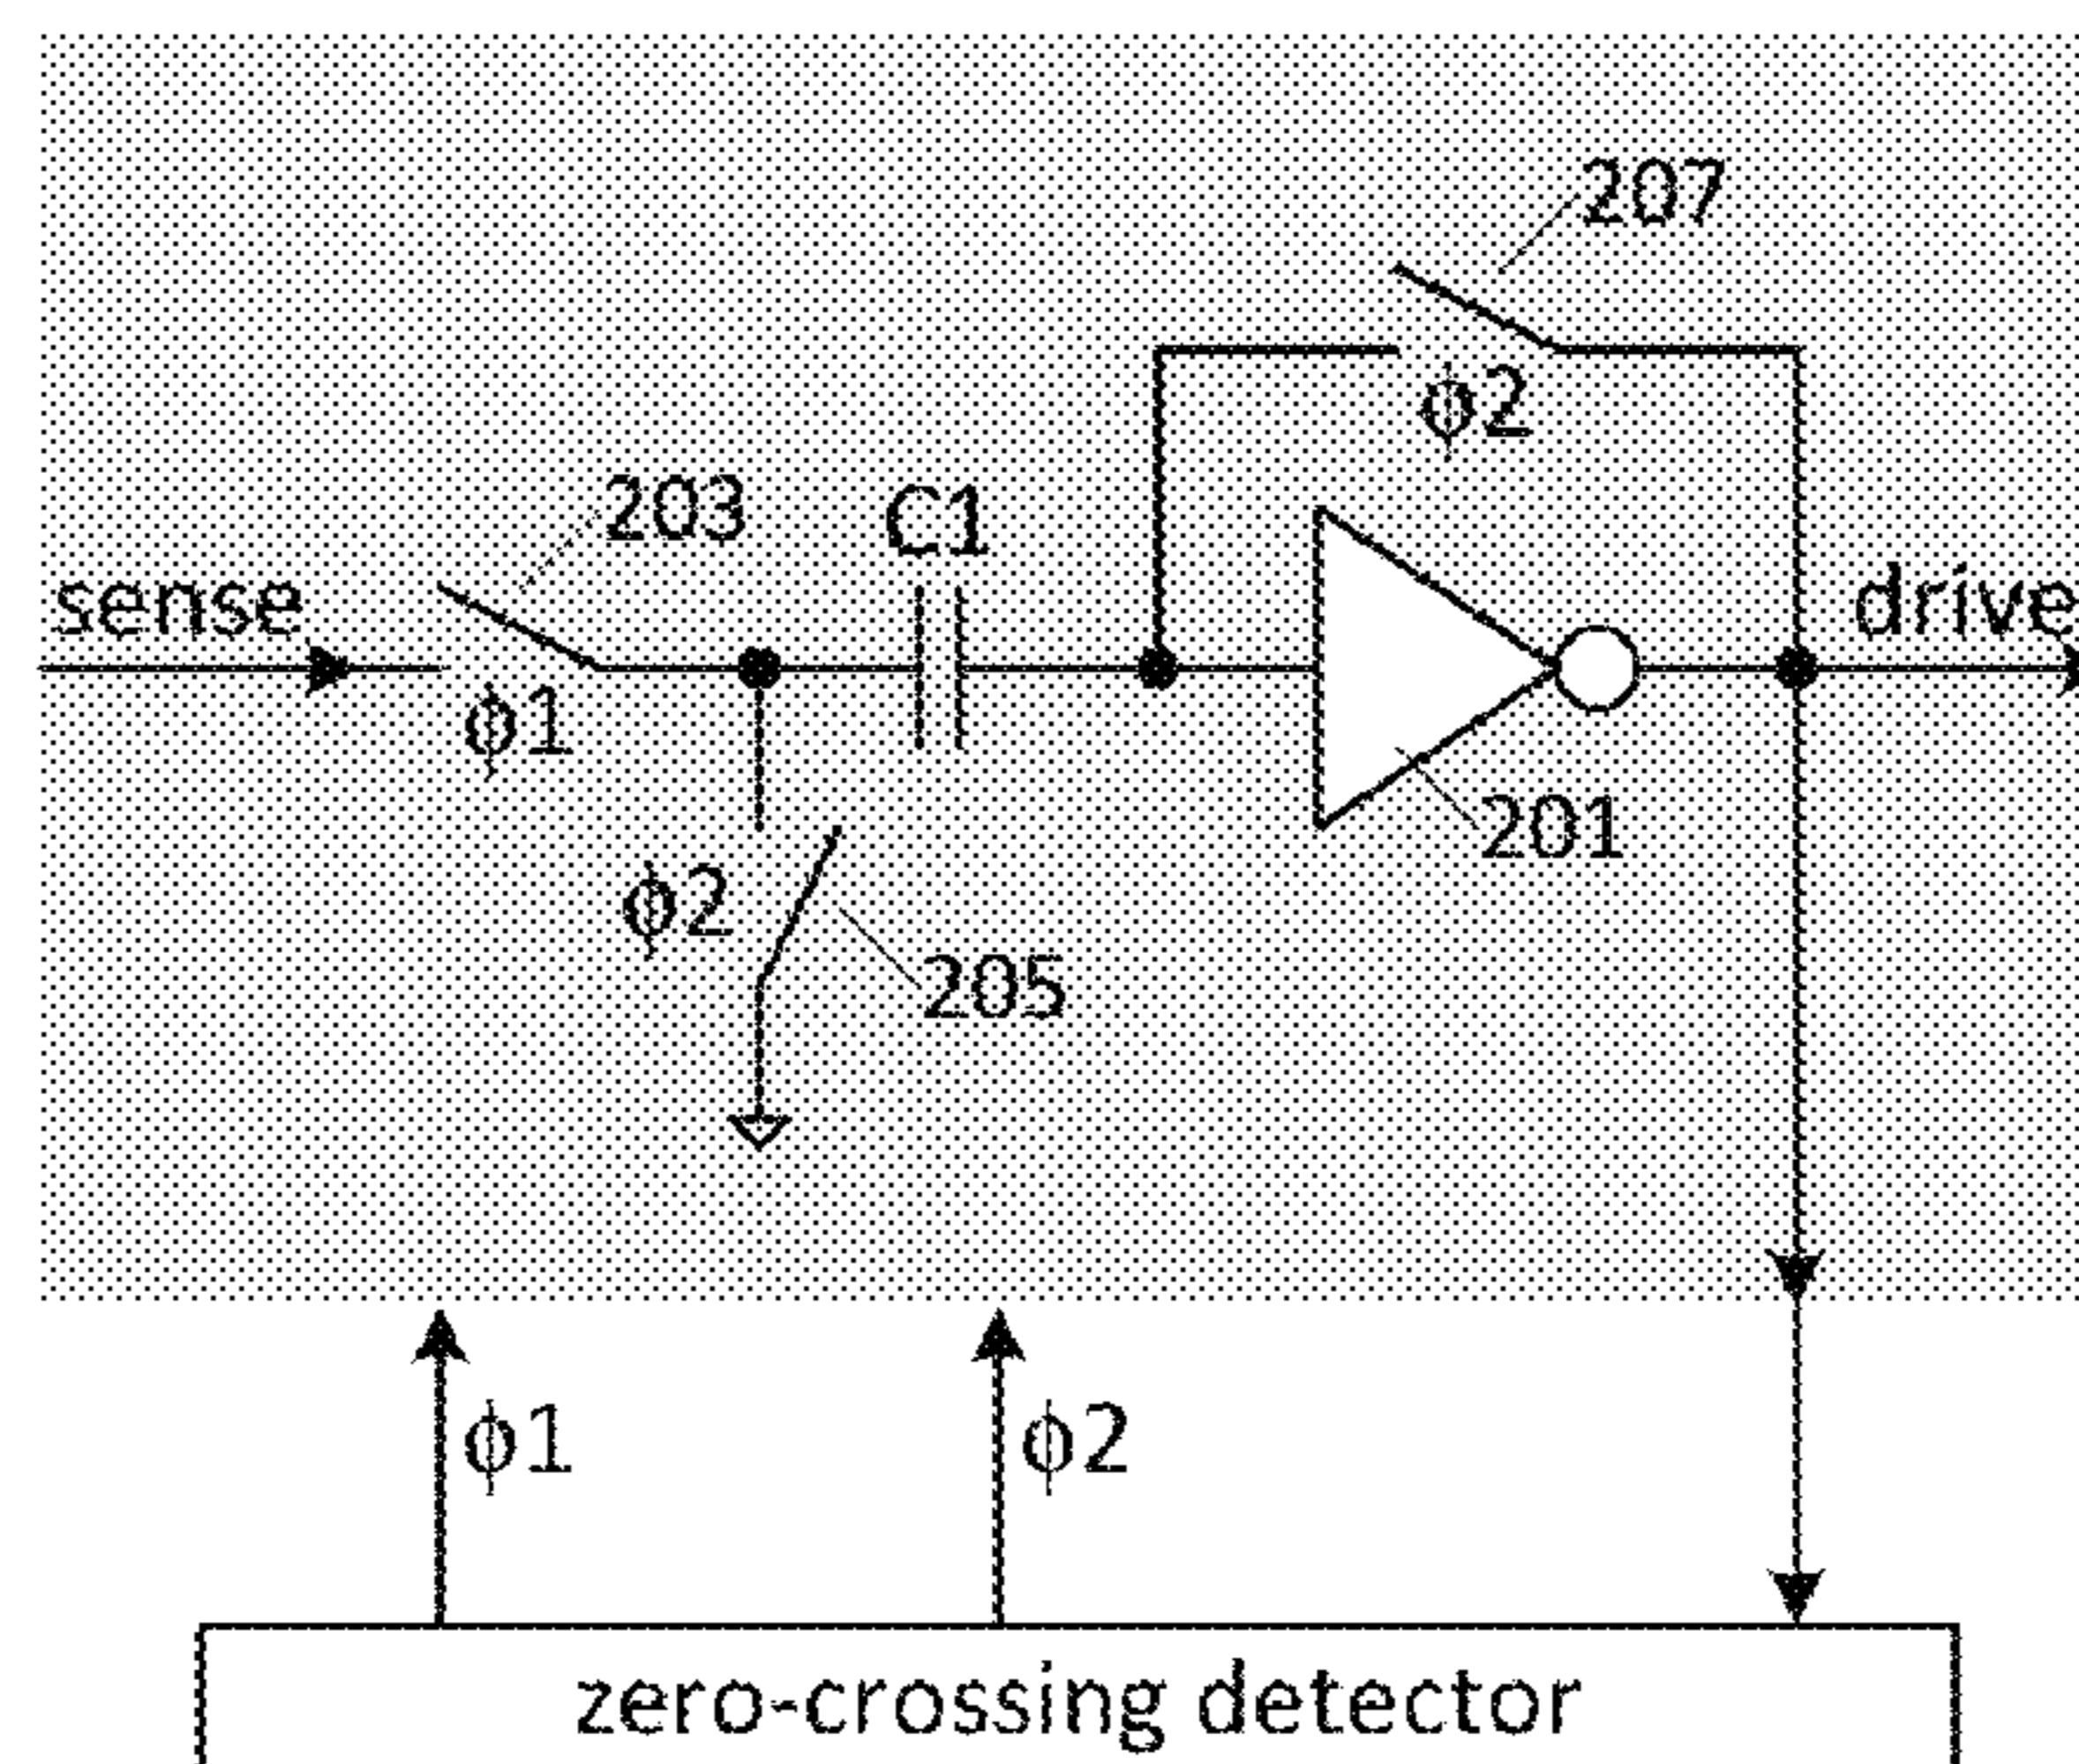 207
ϕ2
203
C1
sense
drive
ϕ1
201
ϕ2
205
ϕ1
ϕ2
zero-crossing detector